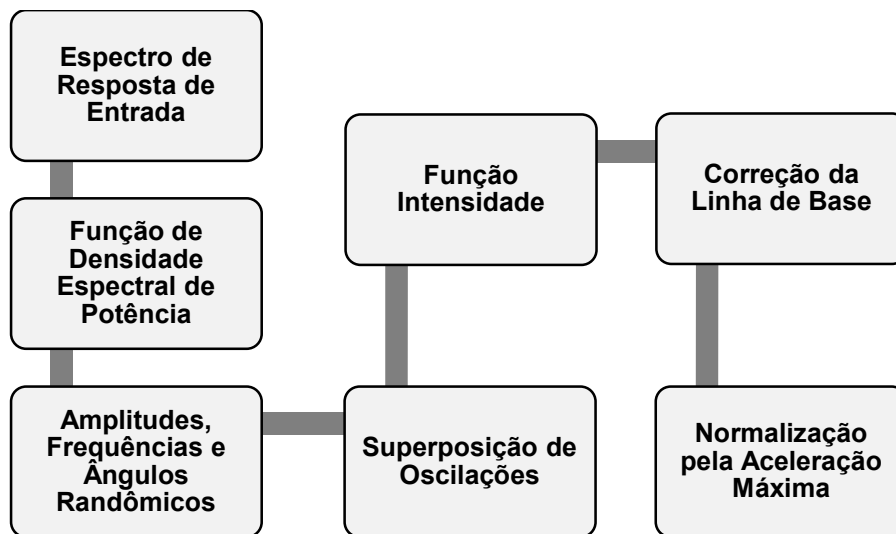 Espectro de
Resposta de
Entrada
Função de
Densidade
Espectral de
Potência
Amplitudes,
Frequências e
Ângulos
Randômicos
Superposição de
Oscilações
Função
Intensidade
Correção da
Linha de Base
Normalização
pela Aceleração
Máxima